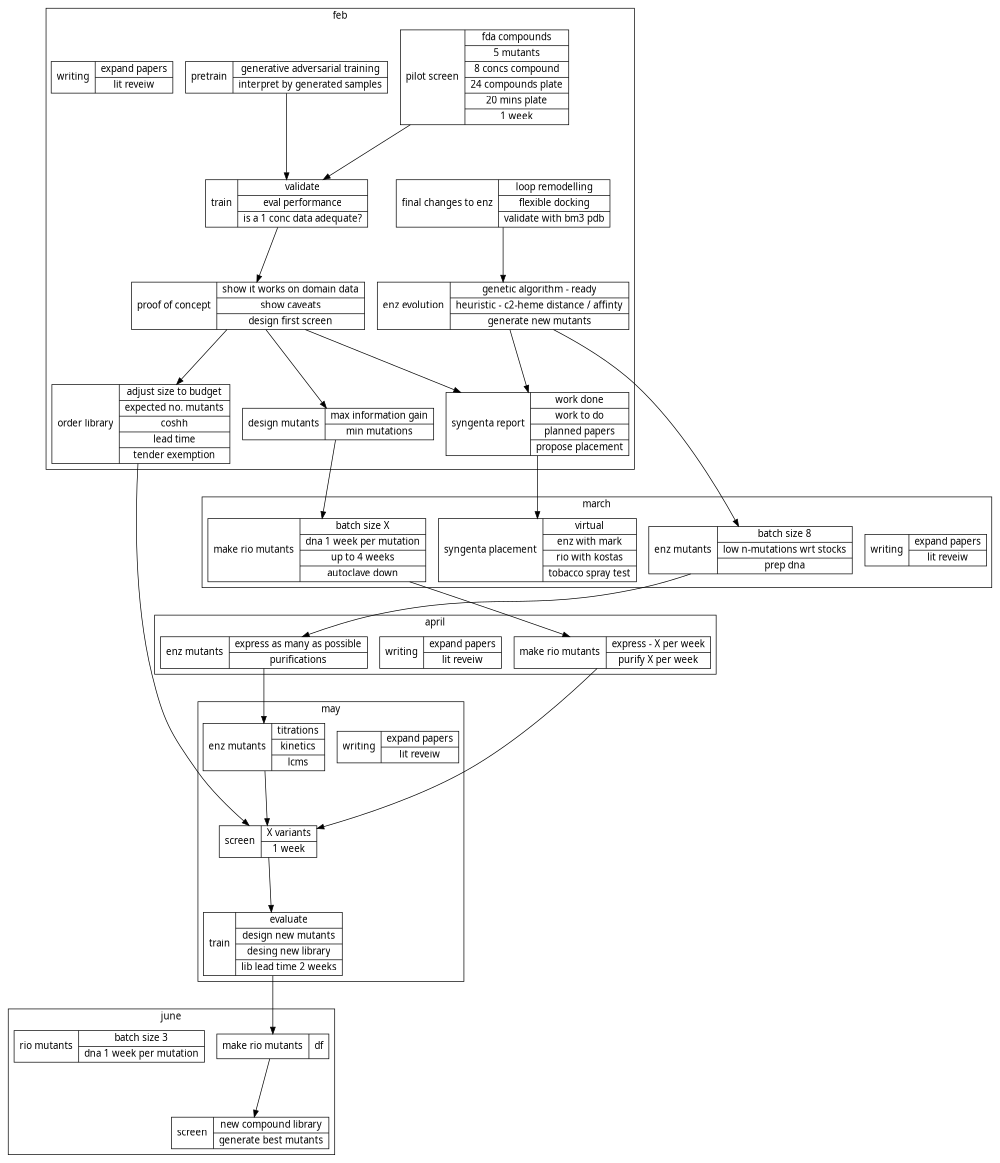 feb
writing
expand papers
lit reveiw
pretrain
generative adversarial training
interpret by generated samples
pilot screen
fda compounds
5 mutants
8 concs compound
24 compounds plate
20 mins plate
1 week
train
validate
eval performance
is a 1 conc data adequate?
final changes to enz
loop remodelling
flexible docking
validate with bm3 pdb
proof of concept
show it works on domain data
show caveats
design first screen
enz evolution
genetic algorithm - ready
heuristic - c2-heme distance / affinty
generate new mutants
order library
adjust size to budget
expected no. mutants
coshh
lead time
tender exemption
design mutants
max information gain
min mutations
syngenta report
work done
work to do
planned papers
propose placement
march
make rio mutants
batch size X
dna 1 week per mutation
up to 4 weeks
autoclave down
syngenta placement
virtual
enz with mark
rio with kostas
tobacco spray test
enz mutants
batch size 8
low n-mutations wrt stocks
prep dna
writing
expand papers
lit reveiw
april
enz mutants
express as many as possible
purifications
writing
expand papers
lit reveiw
make rio mutants
express - X per week
purify X per week
may
enz mutants
titrations
kinetics
lcms
writing
expand papers
lit reveiw
screen
X variants
1 week
train
evaluate
design new mutants
desing new library
lib lead time 2 weeks
june
rio mutants
batch size 3
dna 1 week per mutation
make rio mutants
df
screen
new compound library
generate best mutants